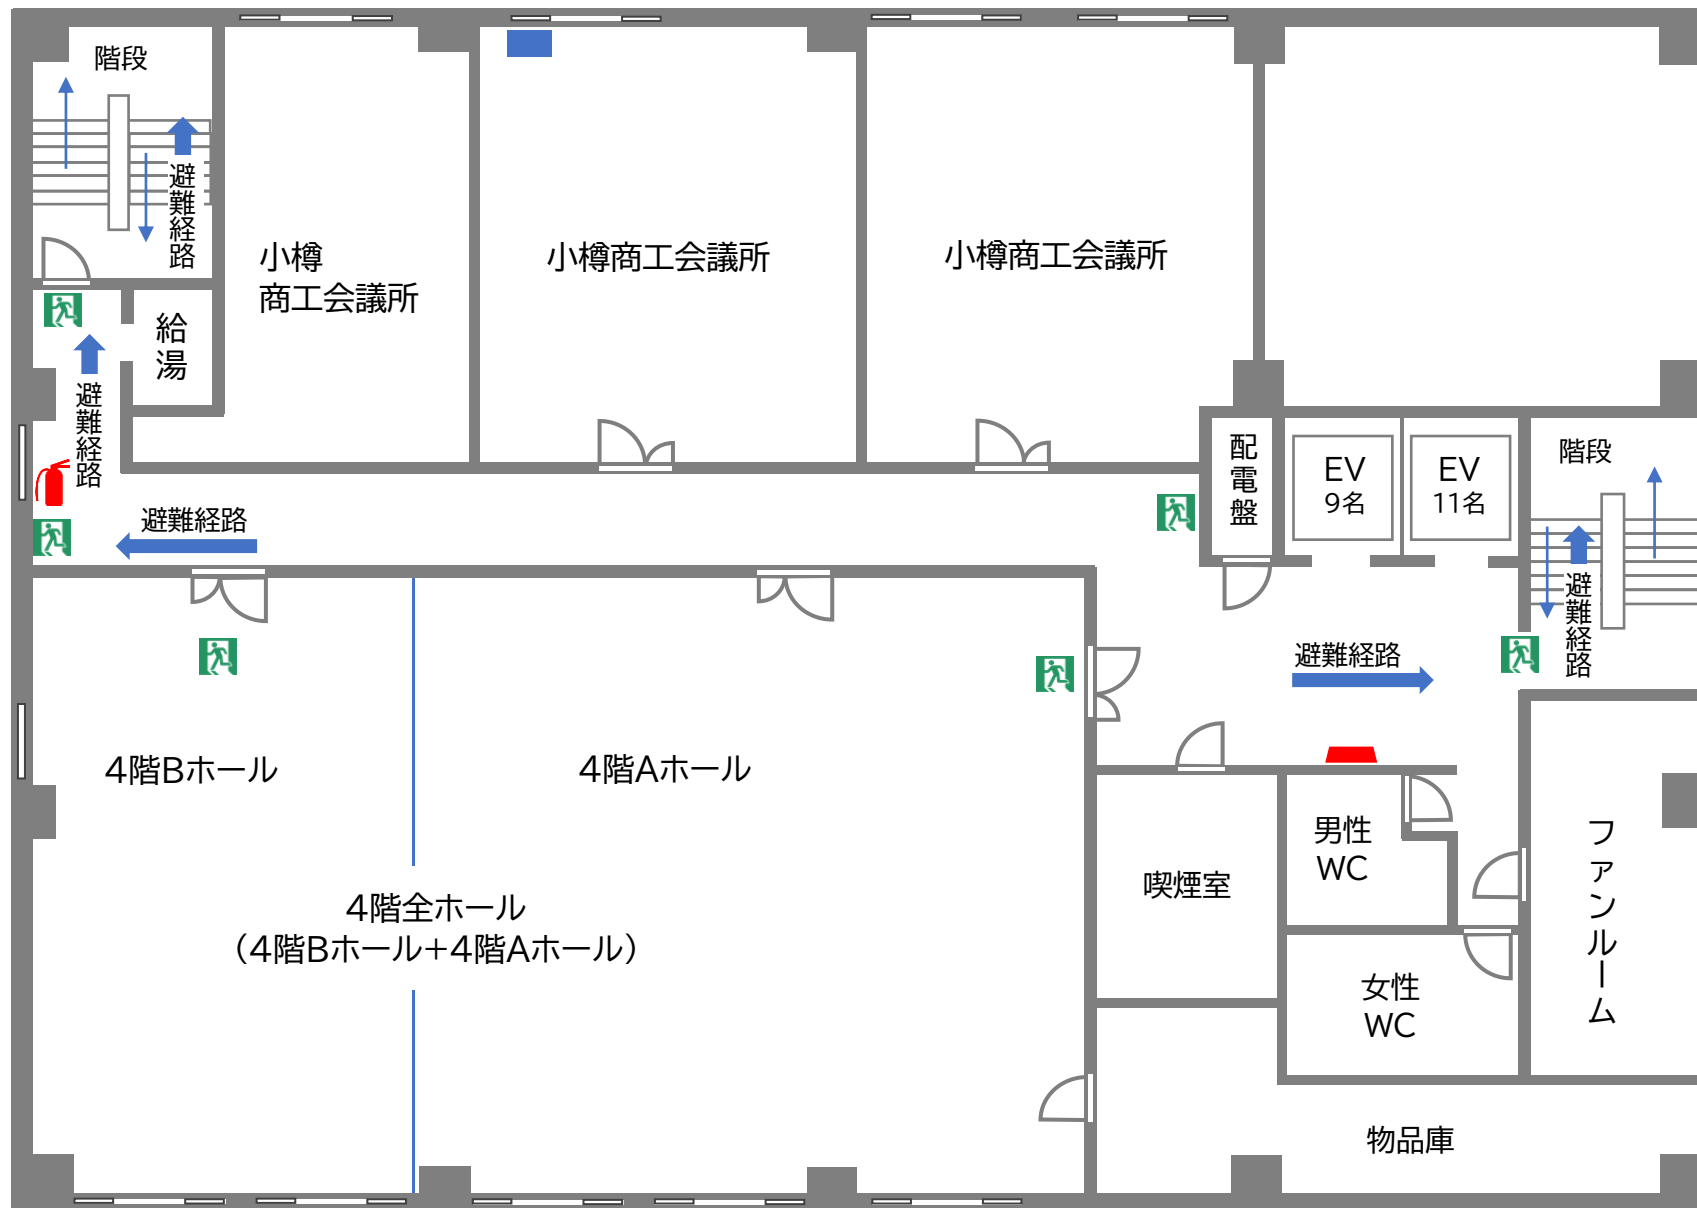 階段
避難経路
小樽
商工会議所
小樽商工会議所
小樽商工会議所
給湯
避難経路
避難経路
配電盤
EV
9名
EV
11名
階段
避難経路
避難経路
4階Bホール
4階Aホール
4階全ホール
（4階Bホール+4階Aホール）
喫煙室
男性
WC
女性
WC
ファンルーム
物品庫